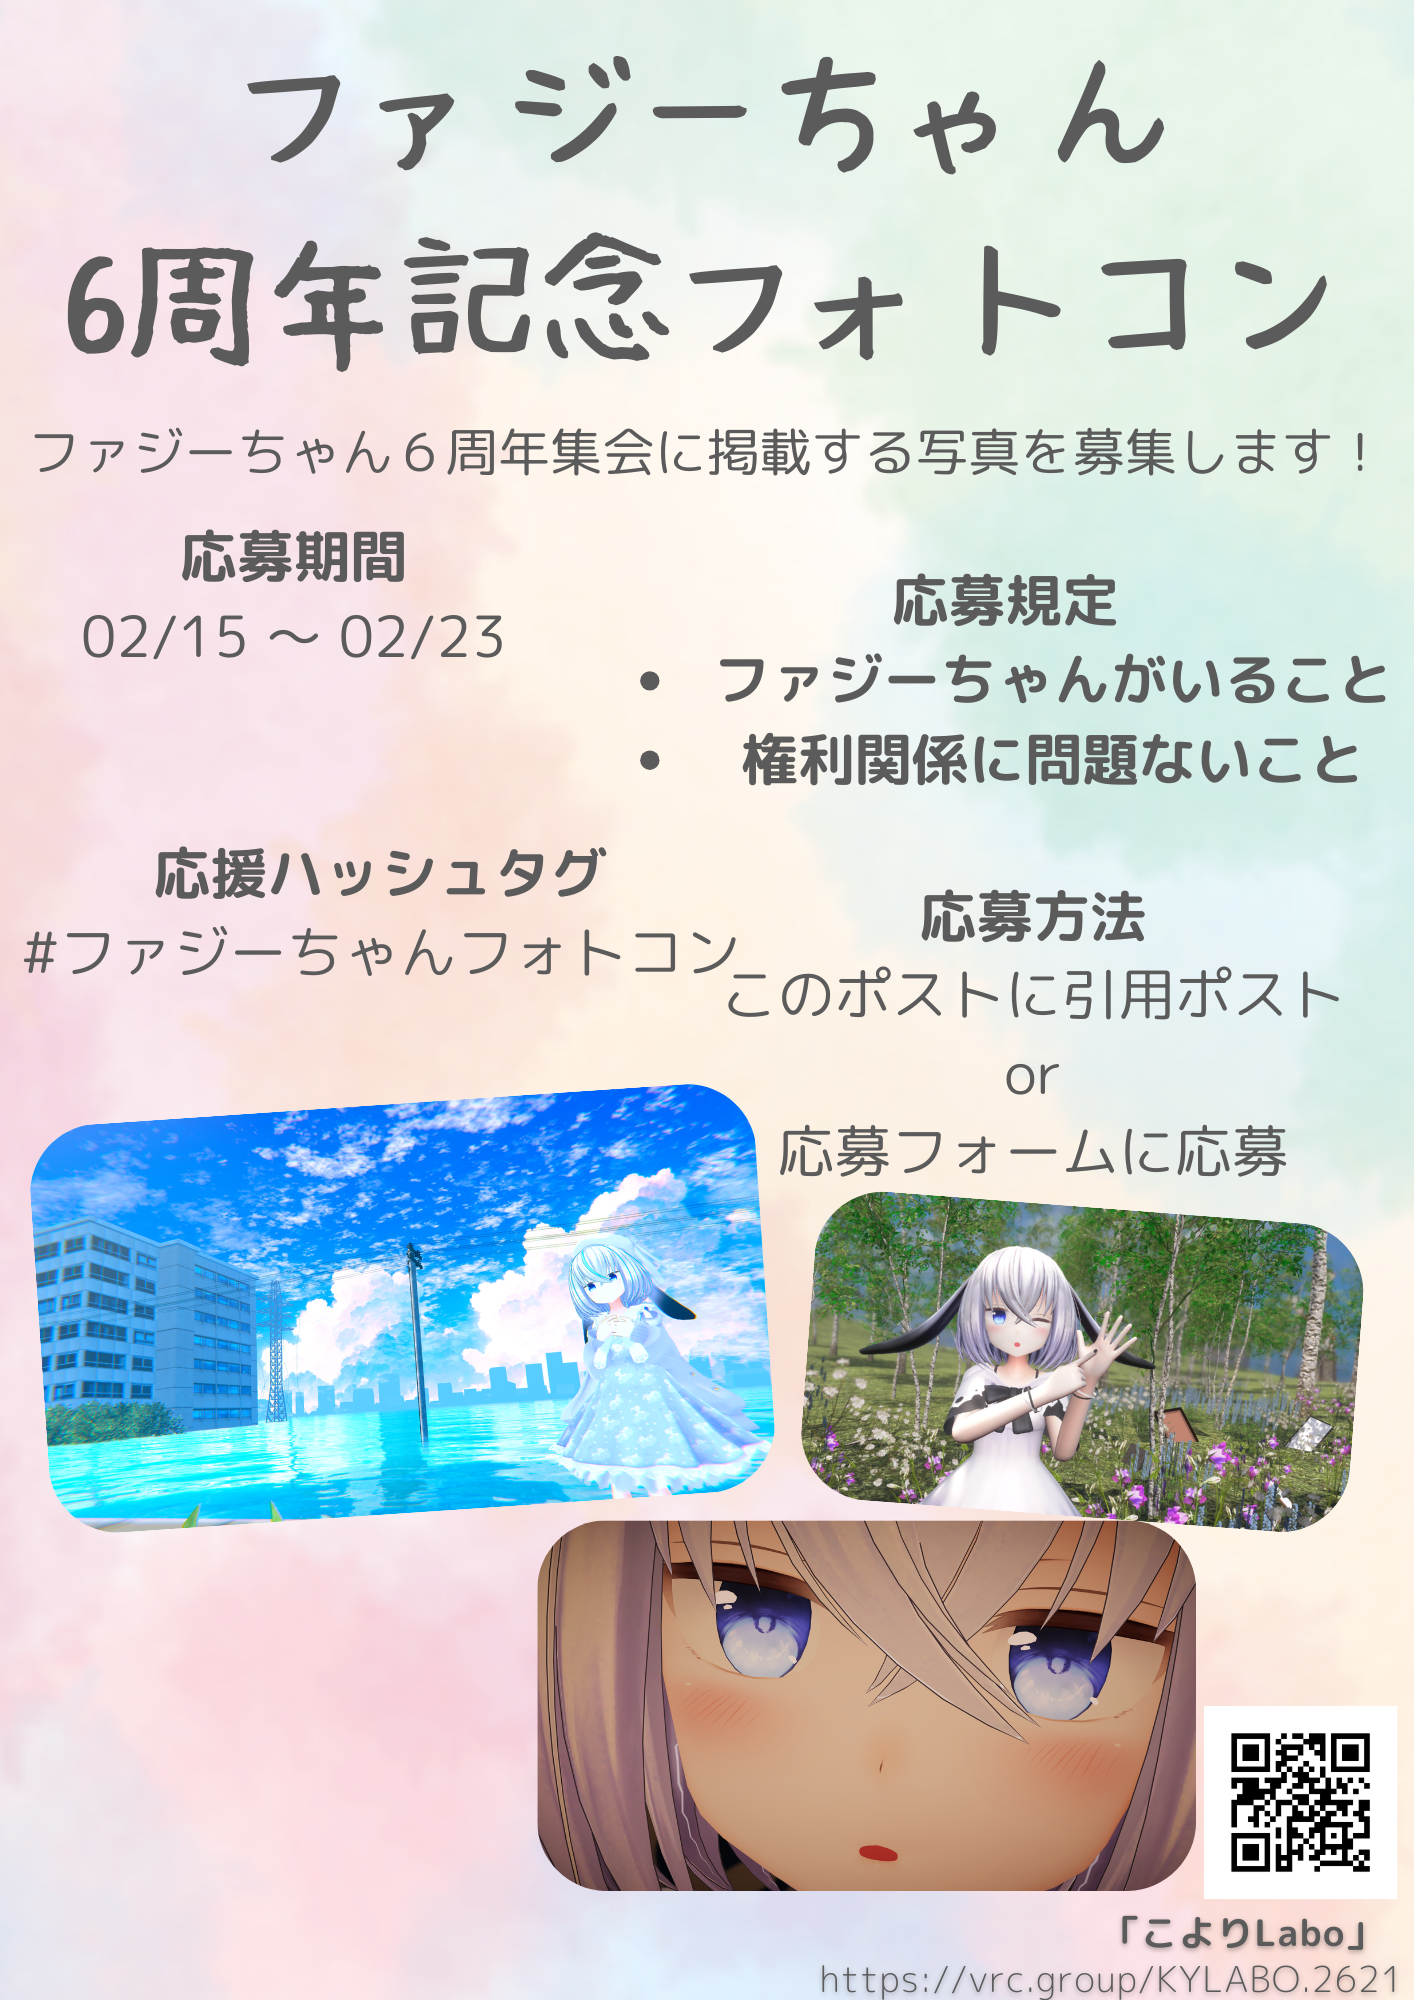 ファジーちゃん
6周年記念フォトコン
ファジーちゃん６周年集会に掲載する写真を募集します！
応募期間
02/15 ～ 02/23
応募規定
• ファジーちゃんがいること
• 権利関係に問題ないこと
応援ハッシュタグ
#ファジーちゃんフォトコン
応募方法
このポストに引用ポスト
or
応募フォームに応募
「こよりLabo」
https://vrc.group/KYLABO.2621